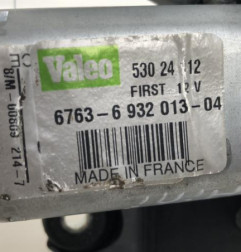 Valeo
530 24 12
FIRST 12 V
6763-6 932 013-04
MADE IN FRANCE